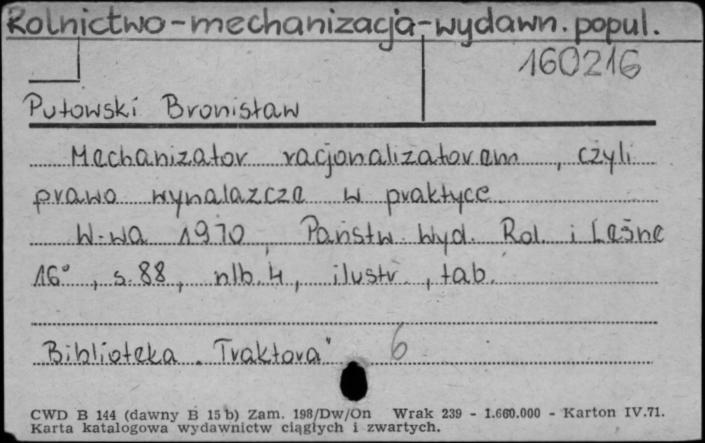 Rolnictwo-mechanizacja-wydawn. popul.
160216
Putowski Bronisław
Mechanizator racjonalizatorem, czyli
prawo wynalazcze w praktyce
W-wa 1970, Państw. Wyd. Rol. i Leśne
16°, s. 88, nlb. 4, ilustr., tab.
Biblioteka "Traktora" 6
CWD B 144 (dawny B 15 b) Zam. 198/Dw/On Wrak 239 - 1.660.000 - Karton IV.71.
Karta katalogowa wydawnictw ciągłych i zwartych.